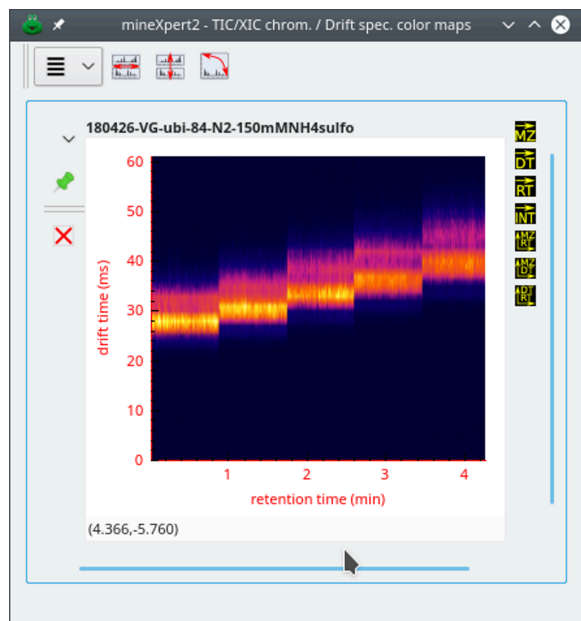 mineXpert2 - TIC/XIC chrom. / Drift spec. color maps
180426-VG-ubi-84-N2-150mMNH4sulfo
MZ
DT
RT
INT
MZ
RT
MZ
DT
DT
RT
drift time (ms)
60
50
40
30
20
10
0
1 2 3 4
retention time (min)
(4.366,-5.760)